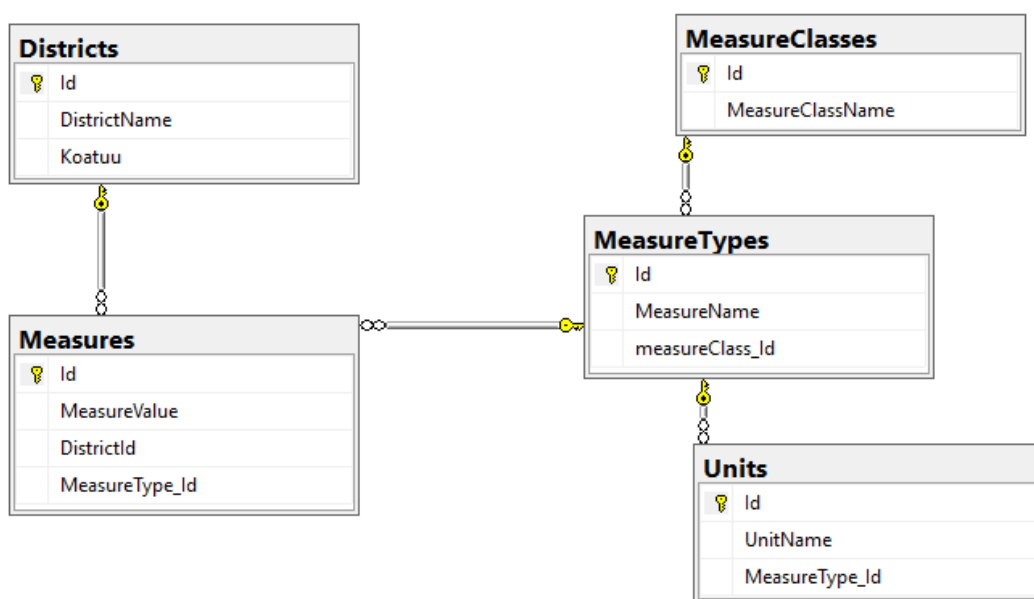 Districts
Id
DistrictName
Koatuu
MeasureClasses
Id
MeasureClassName
MeasureTypes
Id
MeasureName
measureClass_Id
Measures
Id
MeasureValue
DistrictId
MeasureType_Id
Units
Id
UnitName
MeasureType_Id